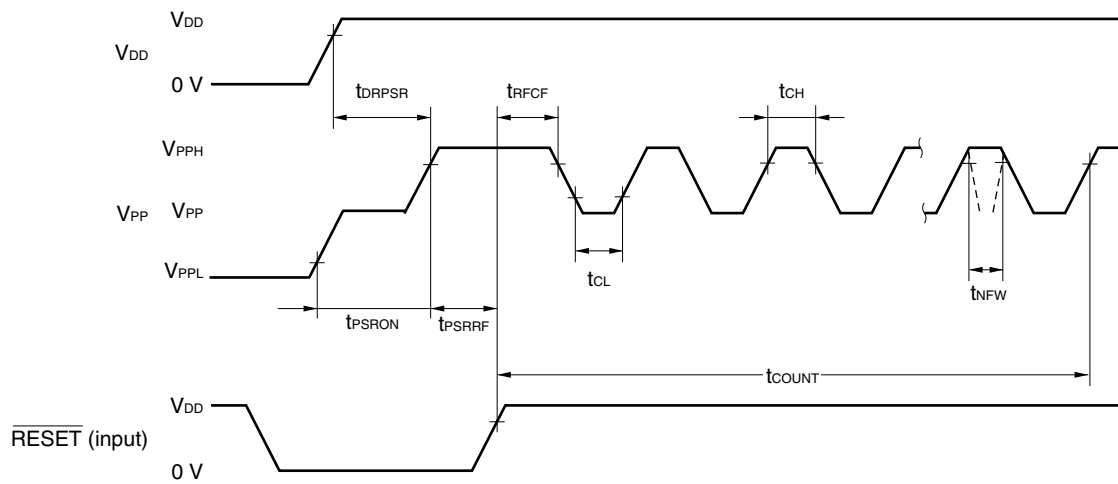 VDD
VDD
0 V
tDRPSR
tRFCF
tCH
VPPH
VPP
VPP
VPPL
tCL
tNFW
tPSRON
tPSRRF
tCOUNT
VDD
RESET (input)
0 V